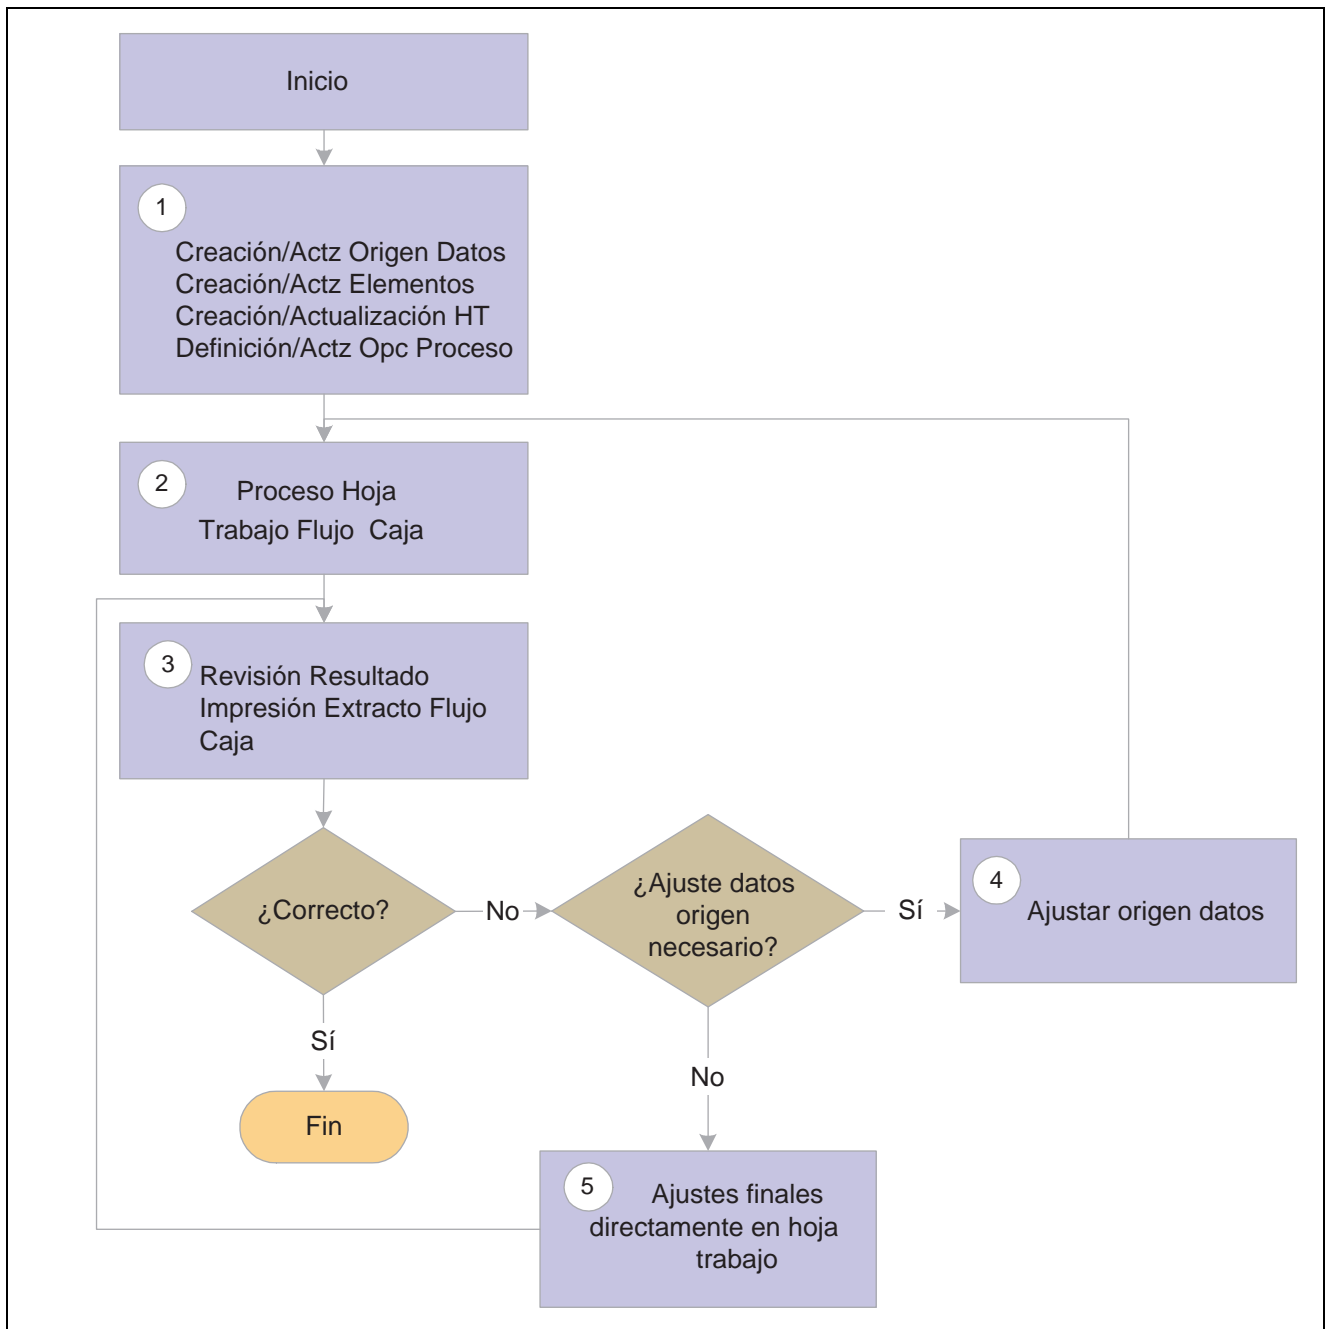 Inicio
1
Creación/Actz Origen Datos
Creación/Actz Elementos
Creación/Actualización HT
Definición/Actz Opc Proceso
2
Proceso Hoja
Trabajo Flujo Caja
3
Revisión Resultado
Impresión Extracto Flujo
Caja
¿Correcto?
No
¿Ajuste datos
origen
necesario?
Sí
4
Ajustar origen datos
Sí
No
Fin
5
Ajustes finales
directamente en hoja
trabajo